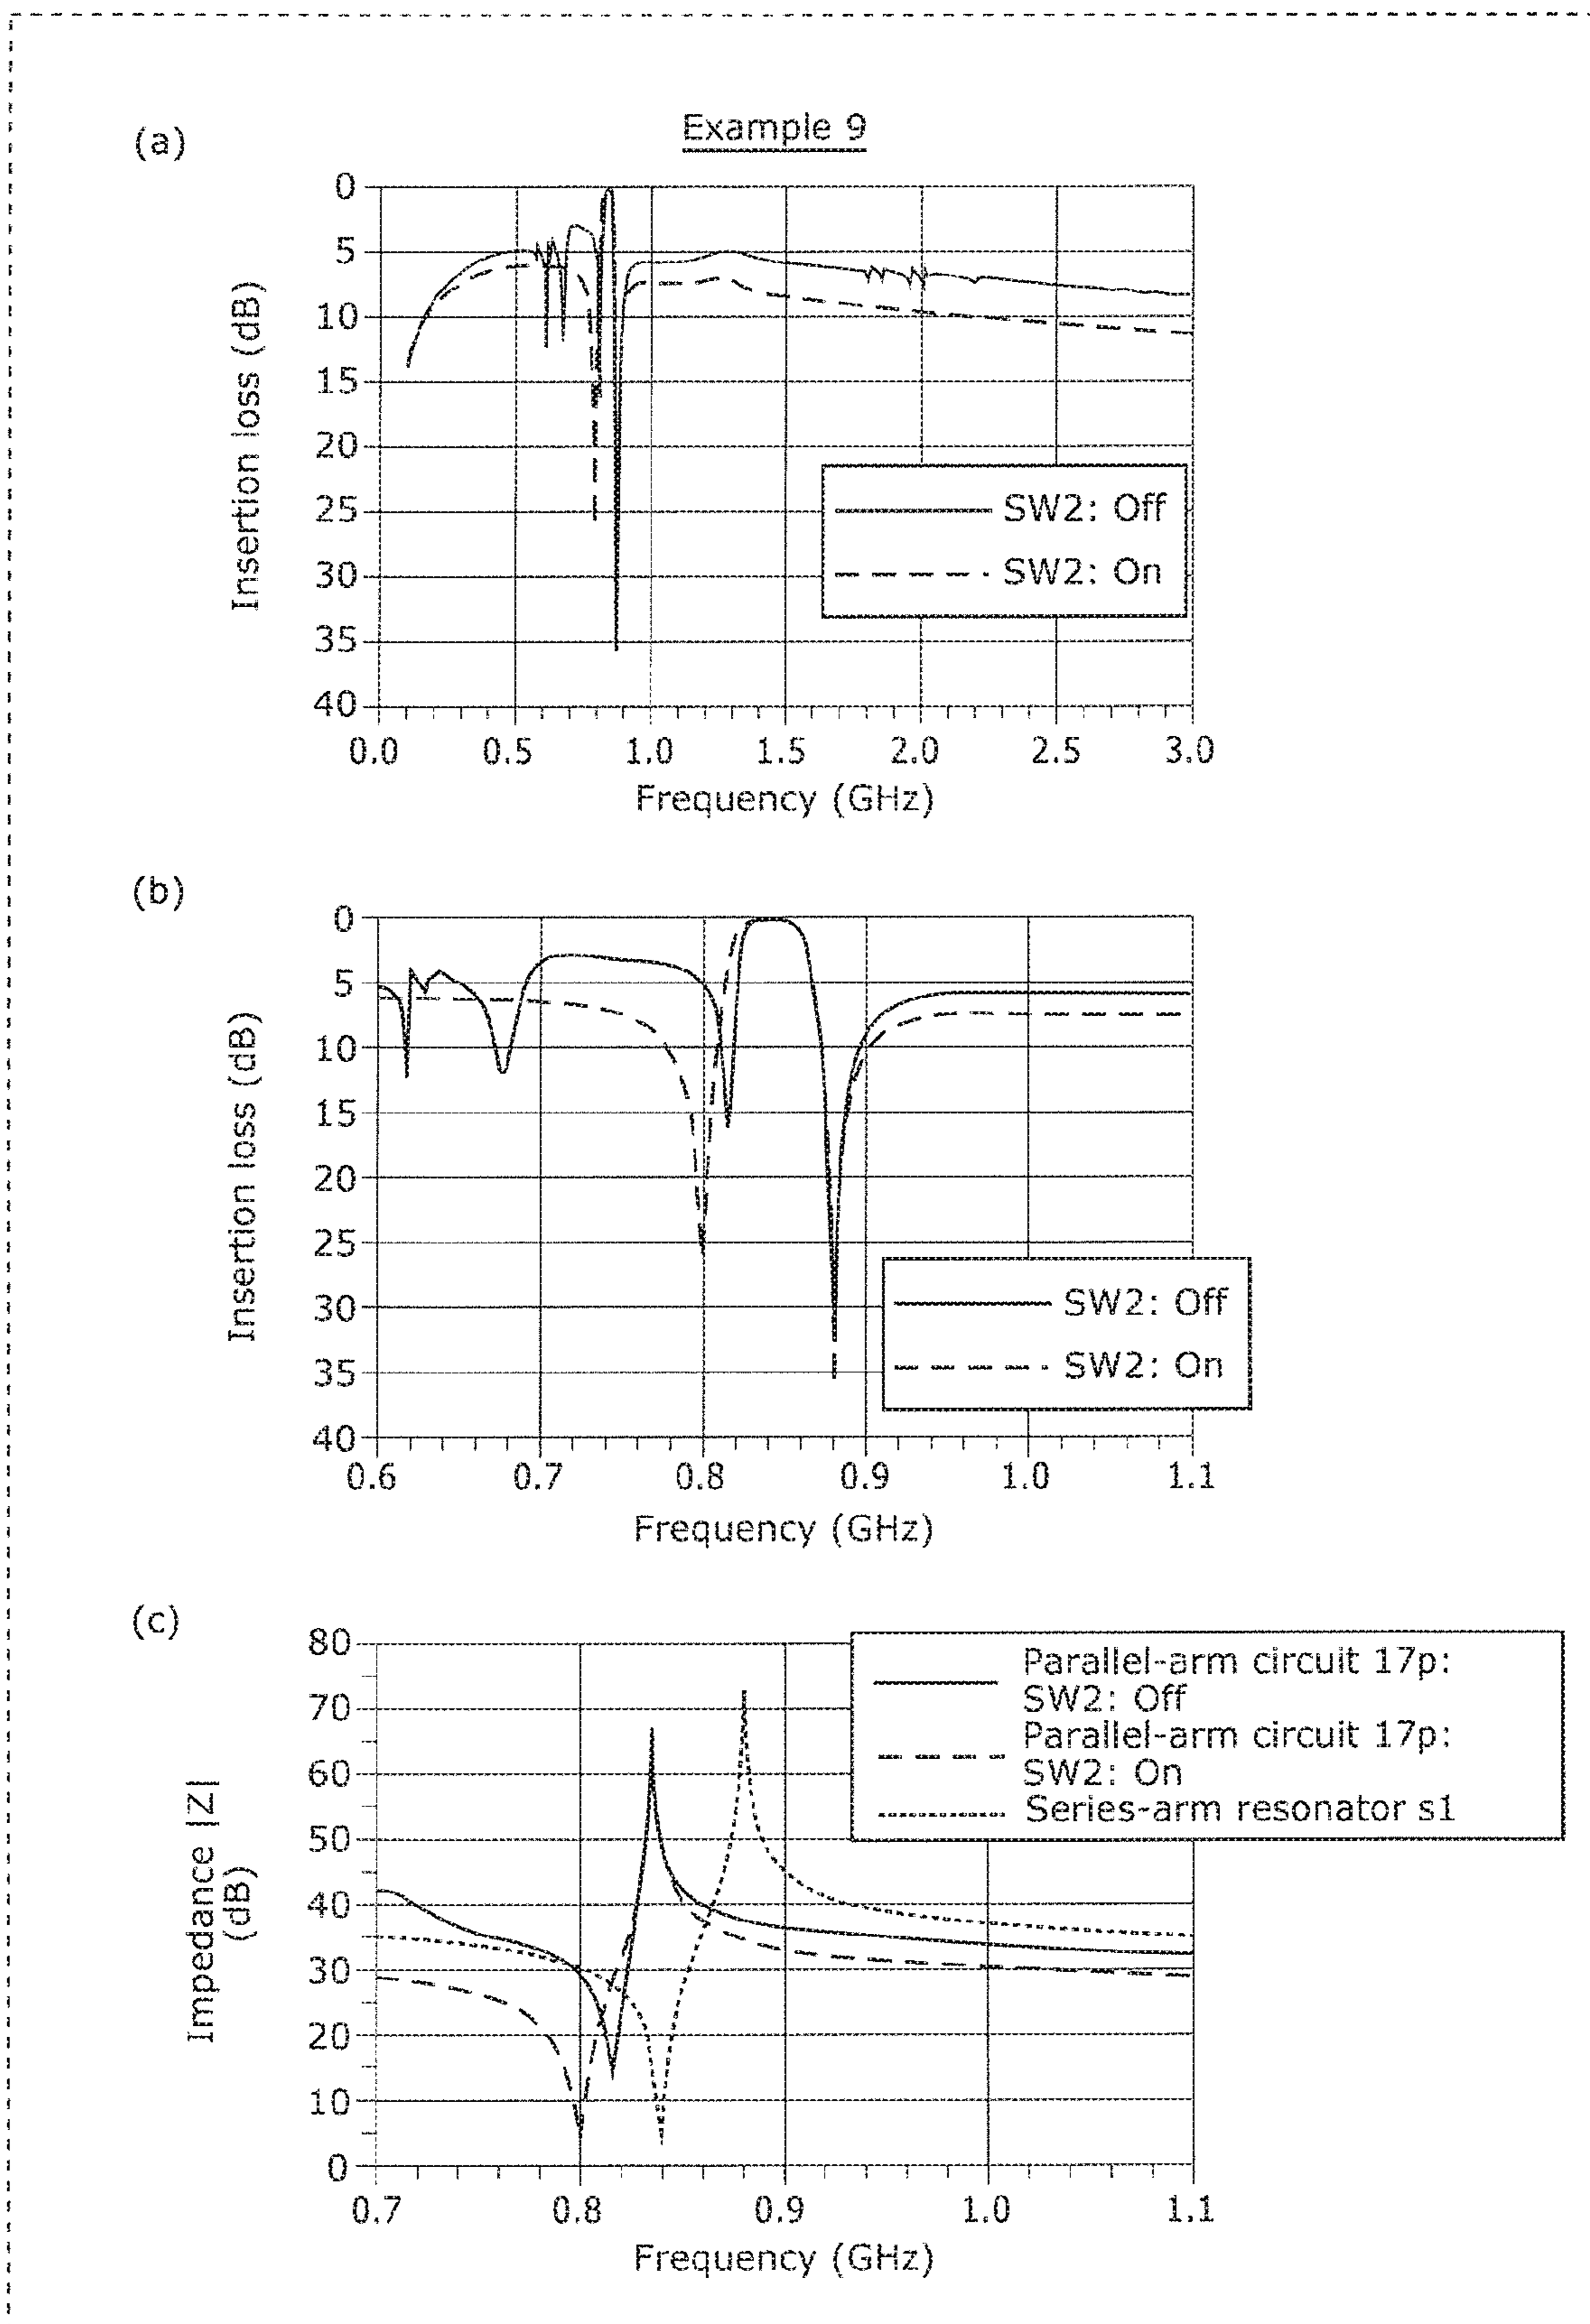 Example 9
(a)
0
5
10
15
20
25
30
35
40
Insertion loss (dB)
SW2: Off
SW2: On
0.0 0.5 1.0 1.5 2.0 2.5 3.0
Frequency (GHz)
(b)
0
5
10
15
20
25
30
35
40
Insertion loss (dB)
SW2: Off
SW2: On
0.6 0.7 0.8 0.9 1.0 1.1
Frequency (GHz)
(c)
80
70
60
50
40
30
20
10
0
Impedance |Z|
(dB)
Parallel-arm circuit 17p:
SW2: Off
Parallel-arm circuit 17p:
SW2: On
Series-arm resonator s1
0.7 0.8 0.9 1.0 1.1
Frequency (GHz)